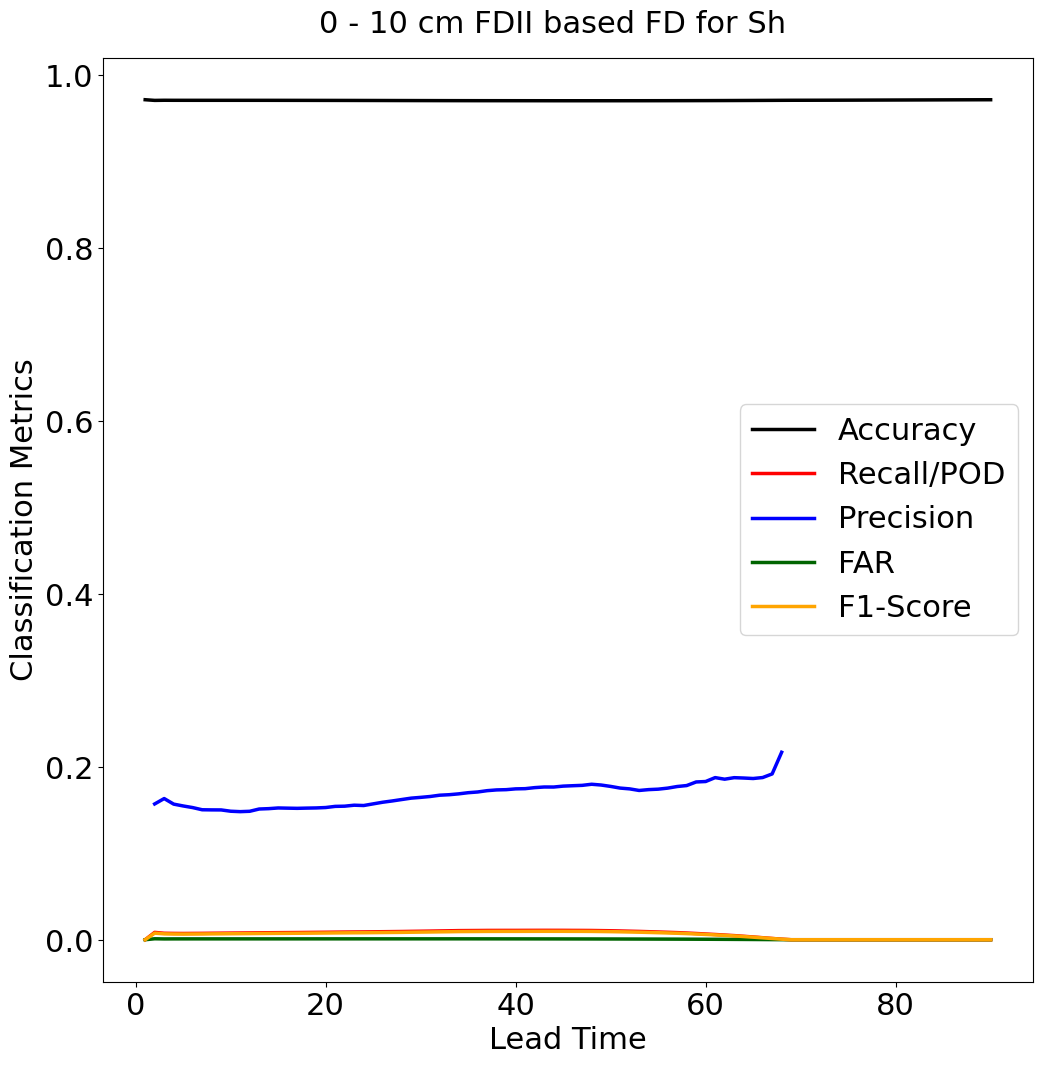 0 - 10 cm FDII based FD for Sh
1.0
0.8
0.6
0.4
0.2
0.0
Classification Metrics
Accuracy
Recall/POD
Precision
FAR
F1-Score
0 20 40 60 80
Lead Time